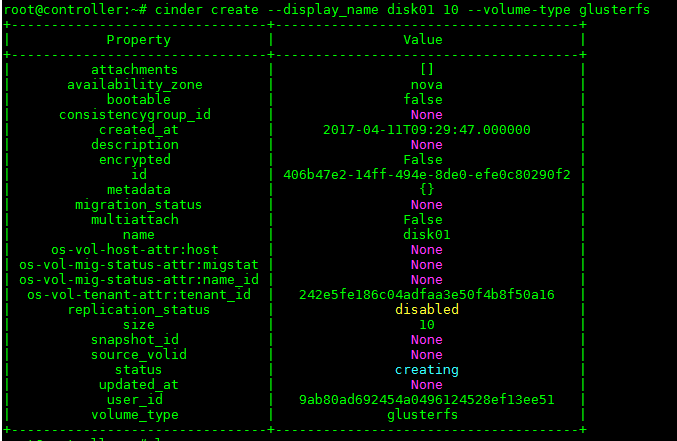 root@controller:~# cinder create --display_name disk01 10 --volume-type glusterfs
+--------------------------------+--------------------------------------+
| Property | Value |
+--------------------------------+--------------------------------------+
| attachments | [] |
| availability_zone | nova |
| bootable | false |
| consistencygroup_id | None |
| created_at | 2017-04-11T09:29:47.000000 |
| description | None |
| encrypted | False |
| id | 406b47e2-14ff-494e-8de0-efe0c80290f2 |
| metadata | {} |
| migration_status | None |
| multiattach | False |
| name | disk01 |
| os-vol-host-attr:host | None |
| os-vol-mig-status-attr:migstat | None |
| os-vol-mig-status-attr:name_id | None |
| os-vol-tenant-attr:tenant_id | 242e5fe186c04adfaa3e50f4b8f50a16 |
| replication_status | disabled |
| size | 10 |
| snapshot_id | None |
| source_volid | None |
| status | creating |
| updated_at | None |
| user_id | 9ab80ad692454a0496124528ef13ee51 |
| volume_type | glusterfs |
+--------------------------------+--------------------------------------+